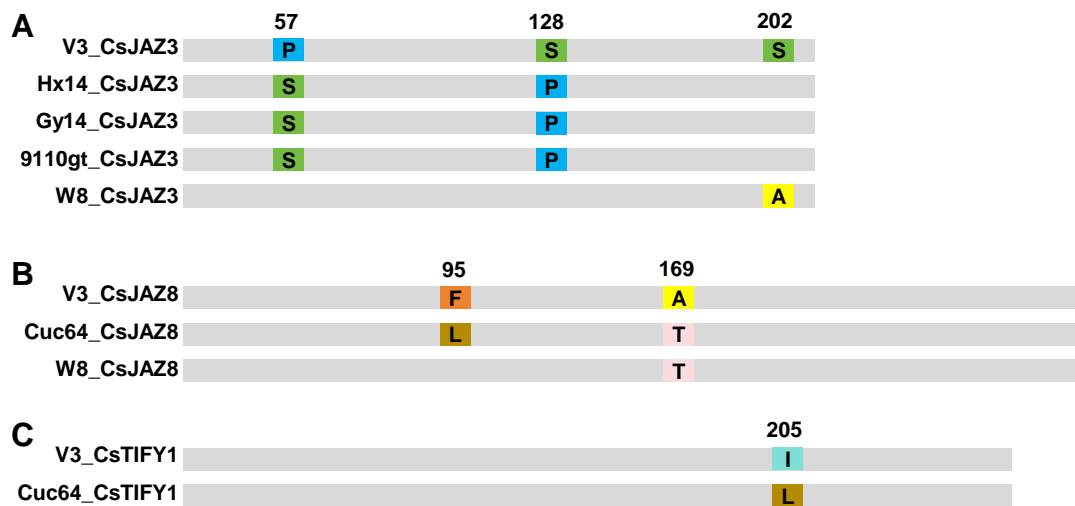 A 57 128 202
V3_CsJAZ3 P S S
Hx14_CsJAZ3 S P
Gy14_CsJAZ3 S P
9110gt_CsJAZ3 S P
W8_CsJAZ3 A
B 95 169
V3_CsJAZ8 F A
Cuc64_CsJAZ8 L T
W8_CsJAZ8 T
C 205
V3_CsTIFY1 I
Cuc64_CsTIFY1 L